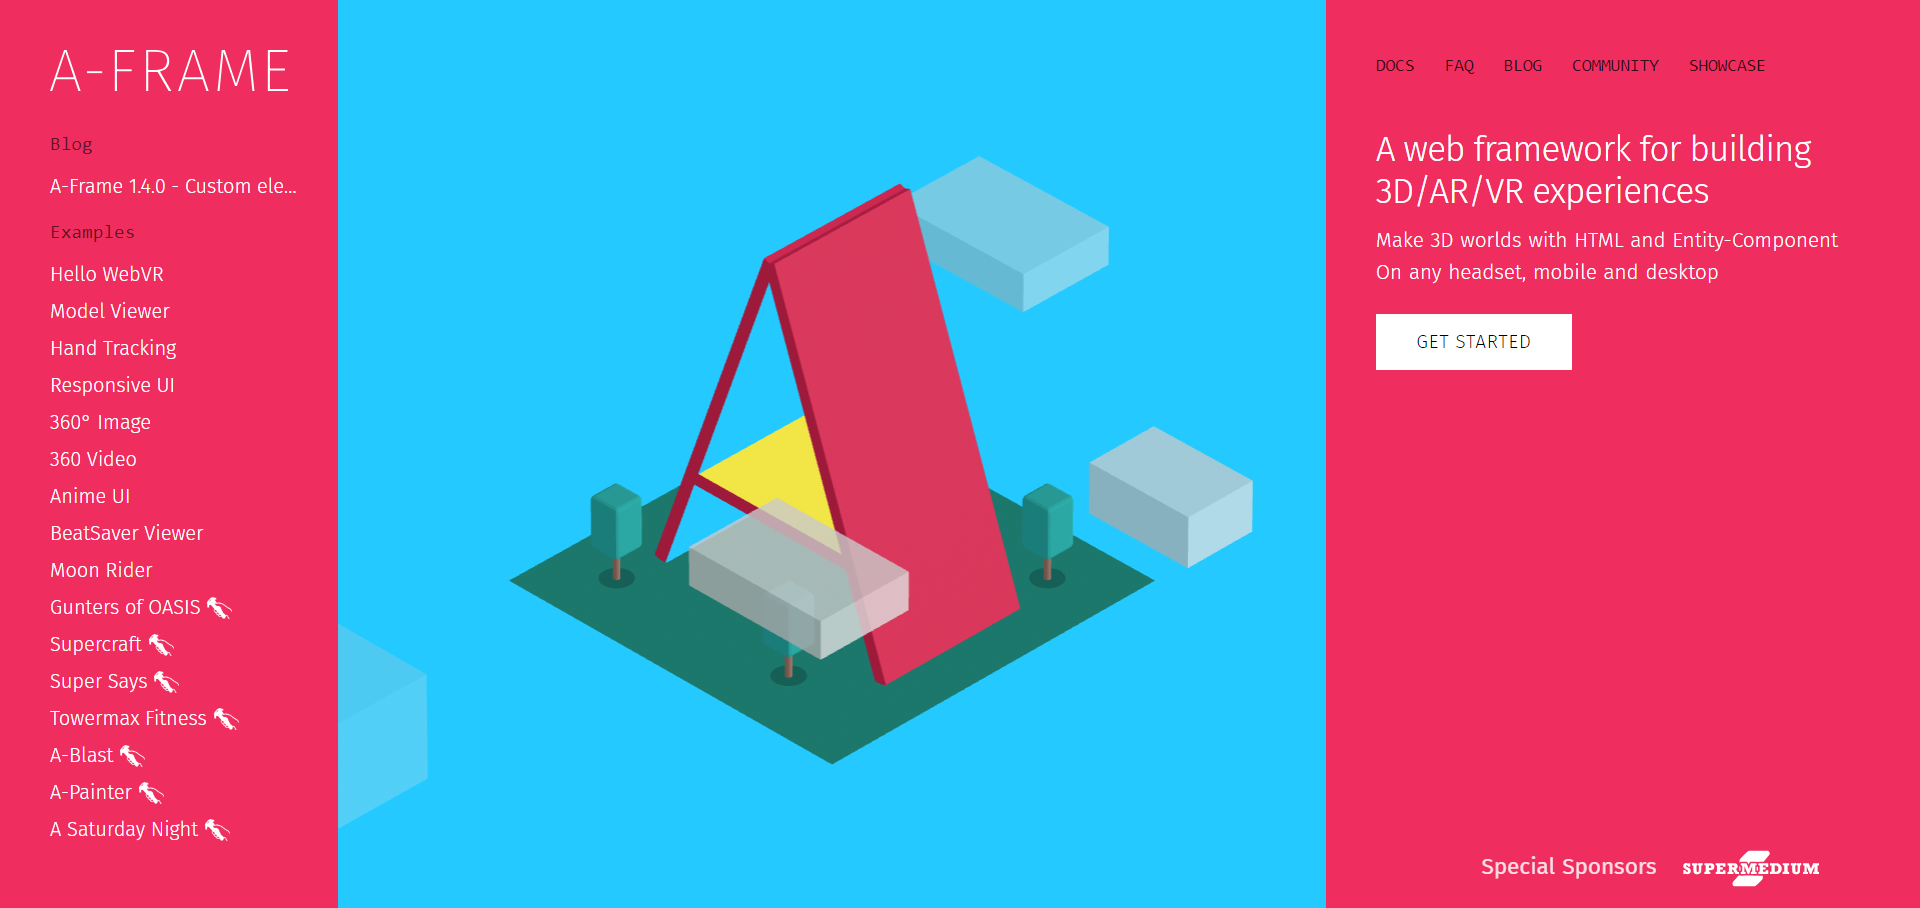 A-FRAME
Blog
A-Frame 1.4.0 - Custom ele...
Examples
Hello WebVR
Model Viewer
Hand Tracking
Responsive UI
360° Image
360 Video
Anime UI
BeatSaver Viewer
Moon Rider
Gunters of OASIS
Supercraft
Super Says
Towermax Fitness
A-Blast
A-Painter
A Saturday Night
DOCS FAQ BLOG COMMUNITY SHOWCASE
A web framework for building
3D/AR/VR experiences
Make 3D worlds with HTML and Entity-Component
On any headset, mobile and desktop
GET STARTED
Special Sponsors SUPERMEDIUM